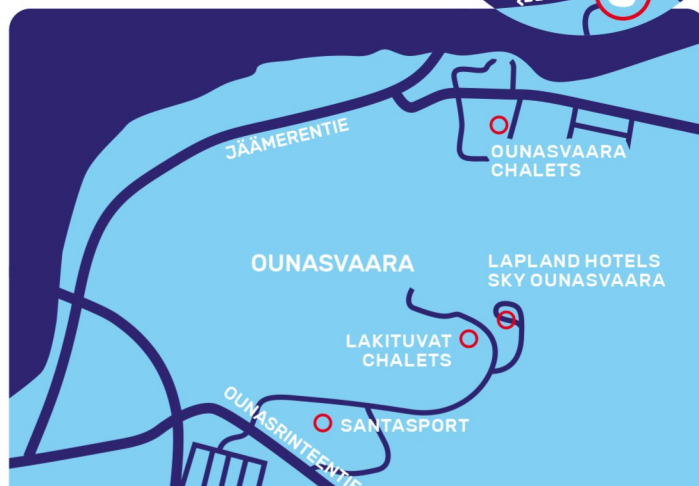 JÄÄMERENTIE
OUNASVAARA
CHALETS
OUNASVAARA
LAPLAND HOTELS
SKY OUNASVAARA
LAKITUVAT
CHALETS
OUNASRINTEENTIE
SANTASPORT